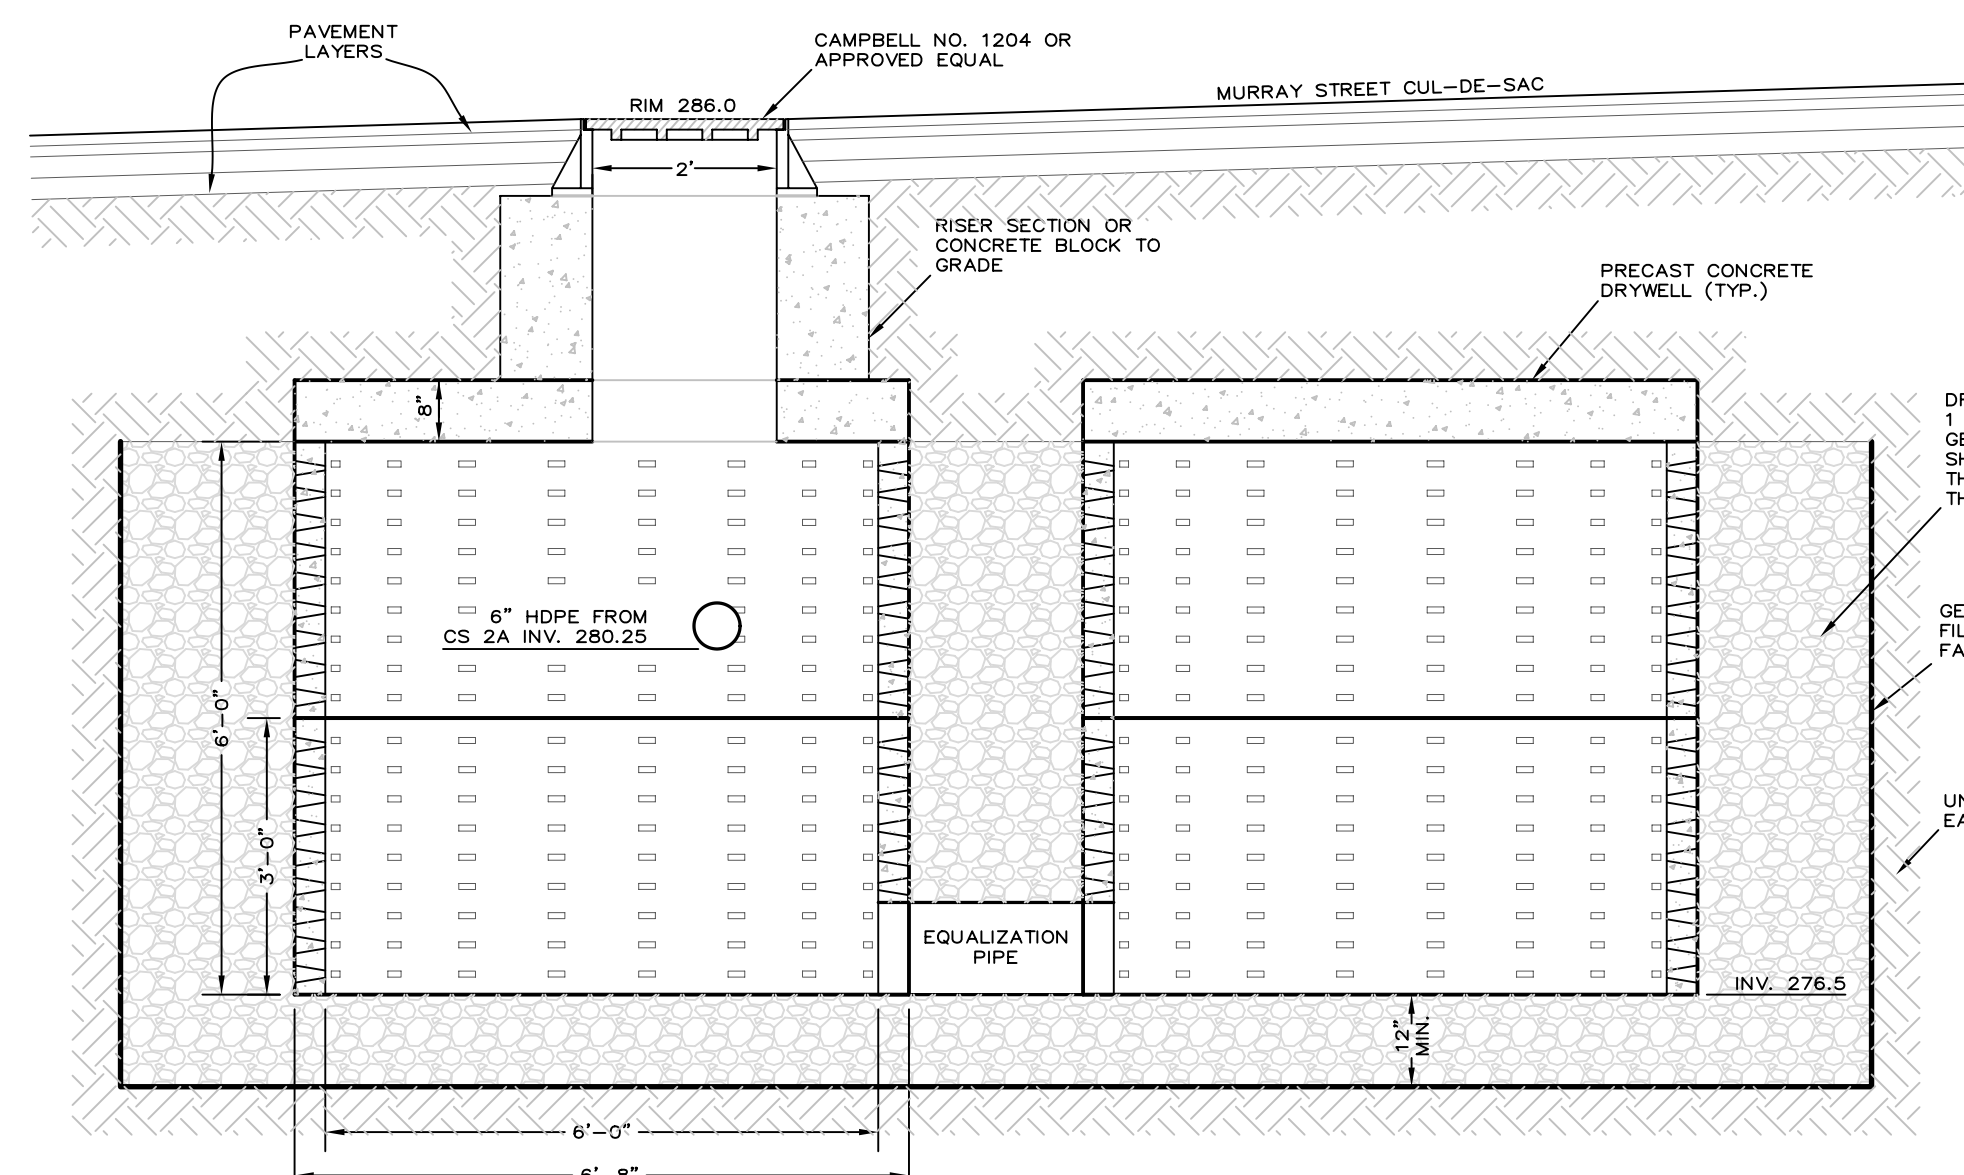 PAVEMENT
LAYERS
CAMPBELL NO. 1204 OR
APPROVED EQUAL
RIM 286.0
MURRAY STREET CUL-DE-SAC
2'
RISER SECTION OR
CONCRETE BLOCK TO
GRADE
PRECAST CONCRETE
DRYWELL (TYP.)
8"
1
6" HDPE FROM
CS 2A INV. 280.25
6'-0"
3'-0"
EQUALIZATION
PIPE
INV. 276.5
12"
MIN.
6'-0"
6'-8"